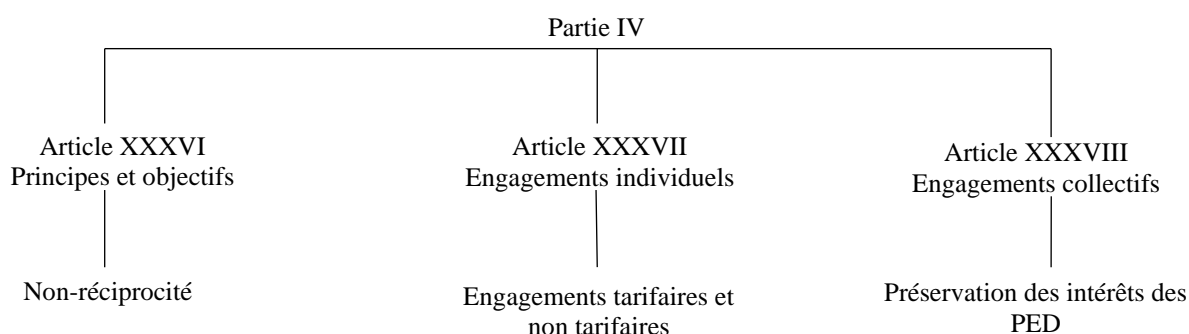 Partie IV
Article XXXVI
Principes et objectifs
Article XXXVII
Engagements individuels
Article XXXVIII
Engagements collectifs
Non-réciprocité
Engagements tarifaires et
non tarifaires
Préservation des intérêts des
PED